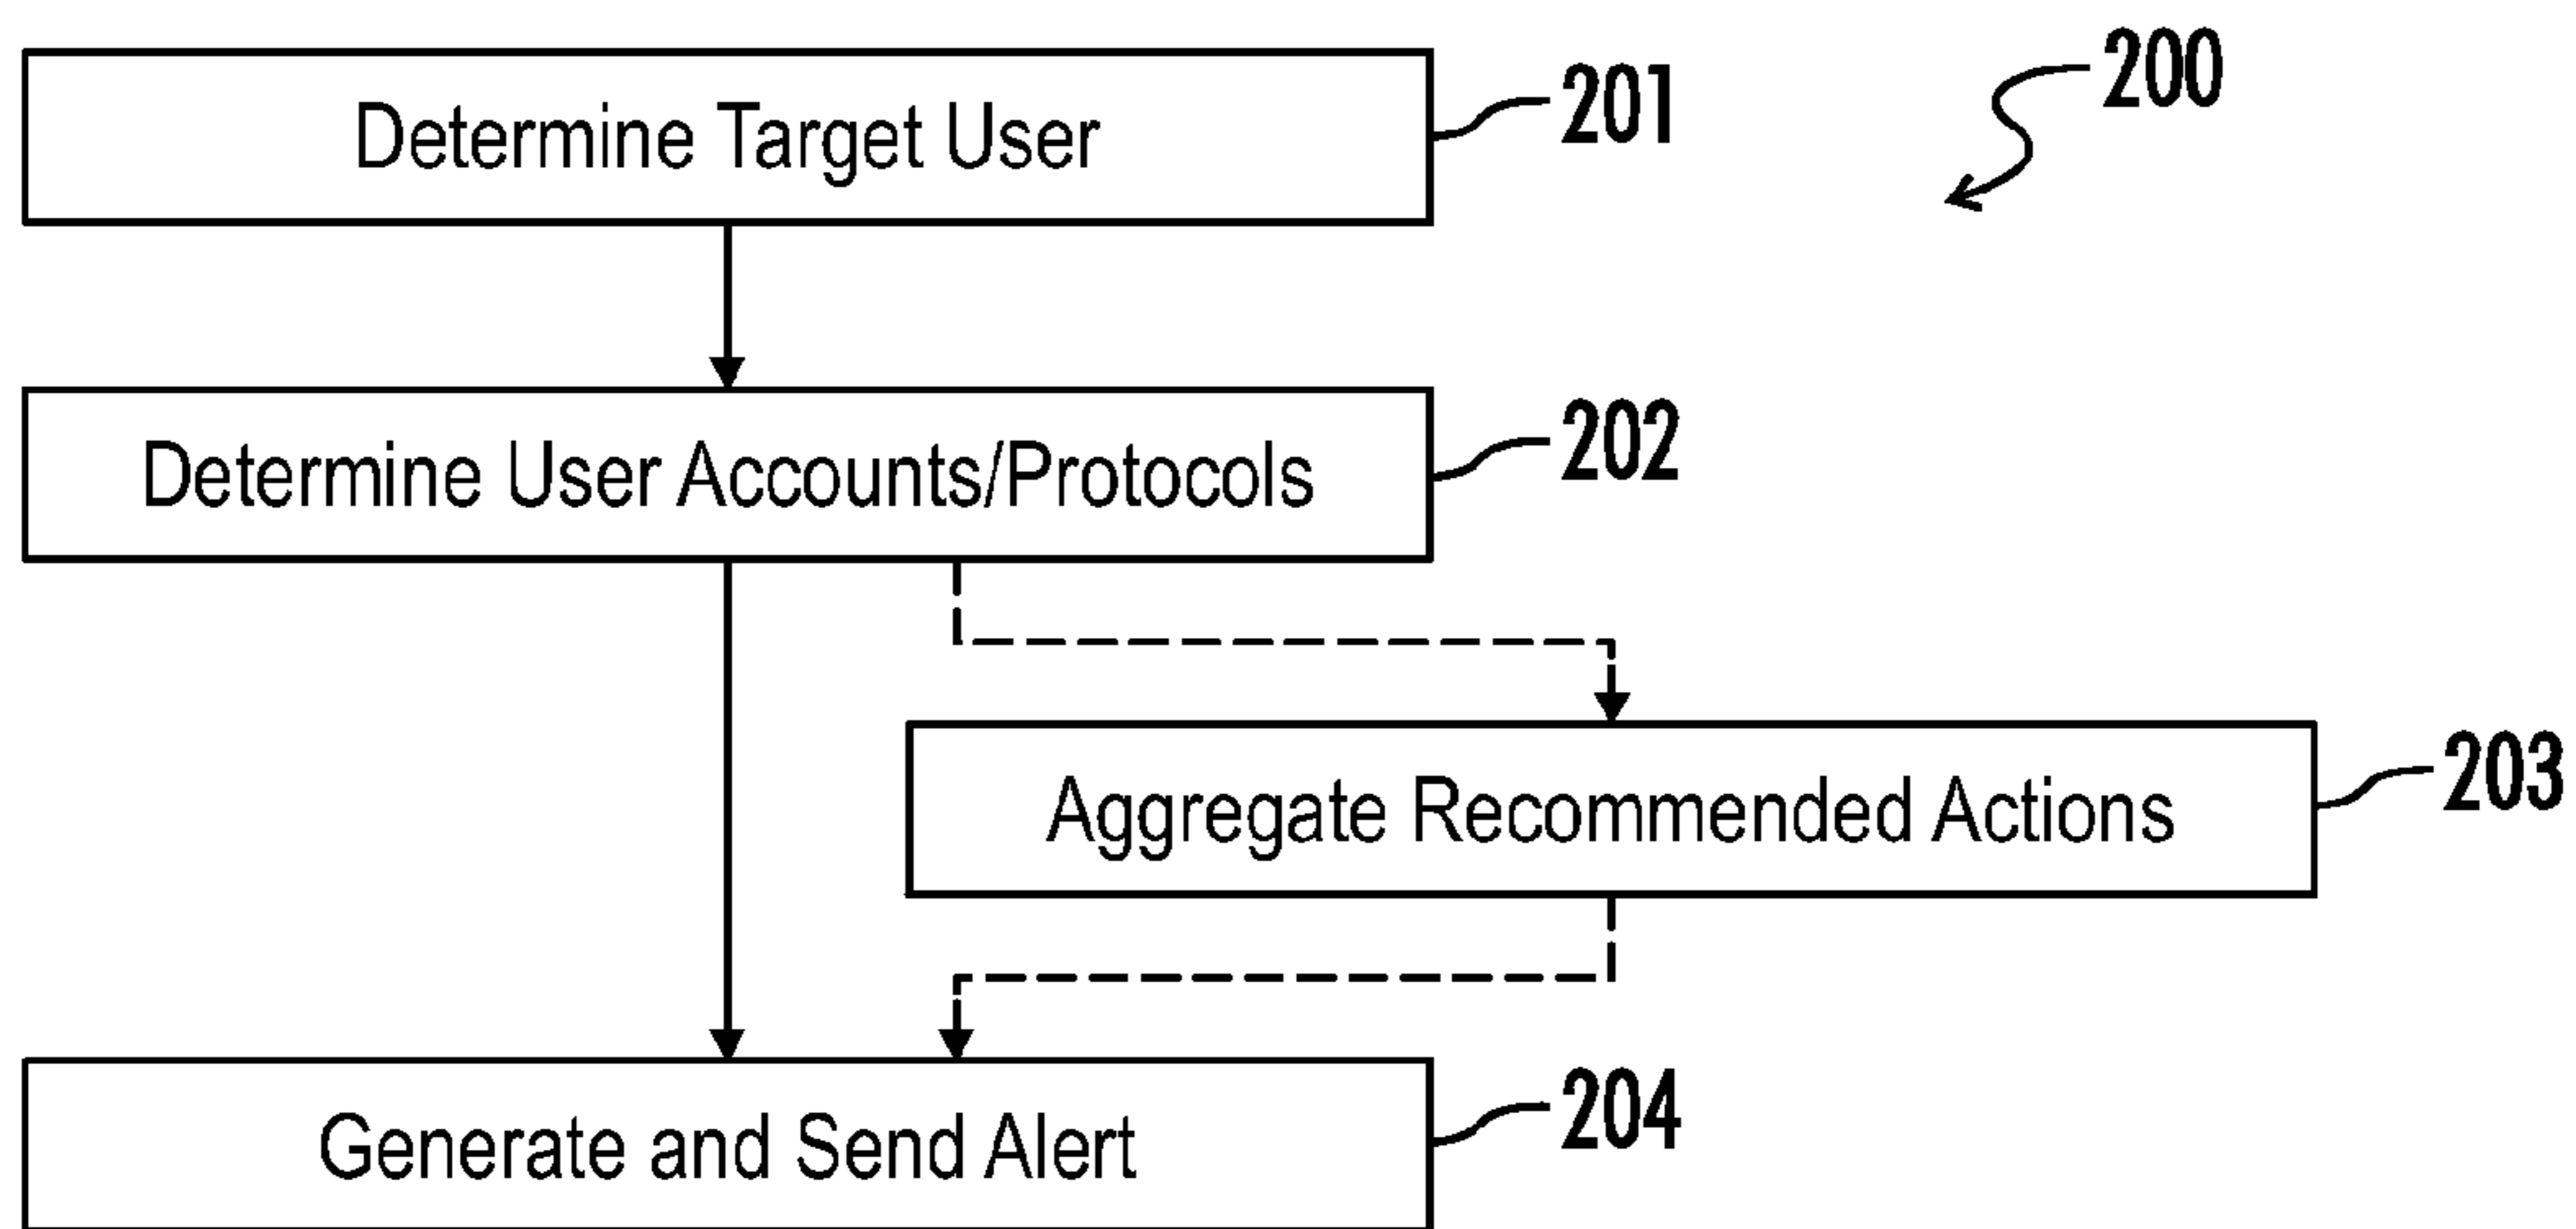 200
Determine Target User
201
Determine User Accounts/Protocols
202
Aggregate Recommended Actions
203
Generate and Send Alert
204